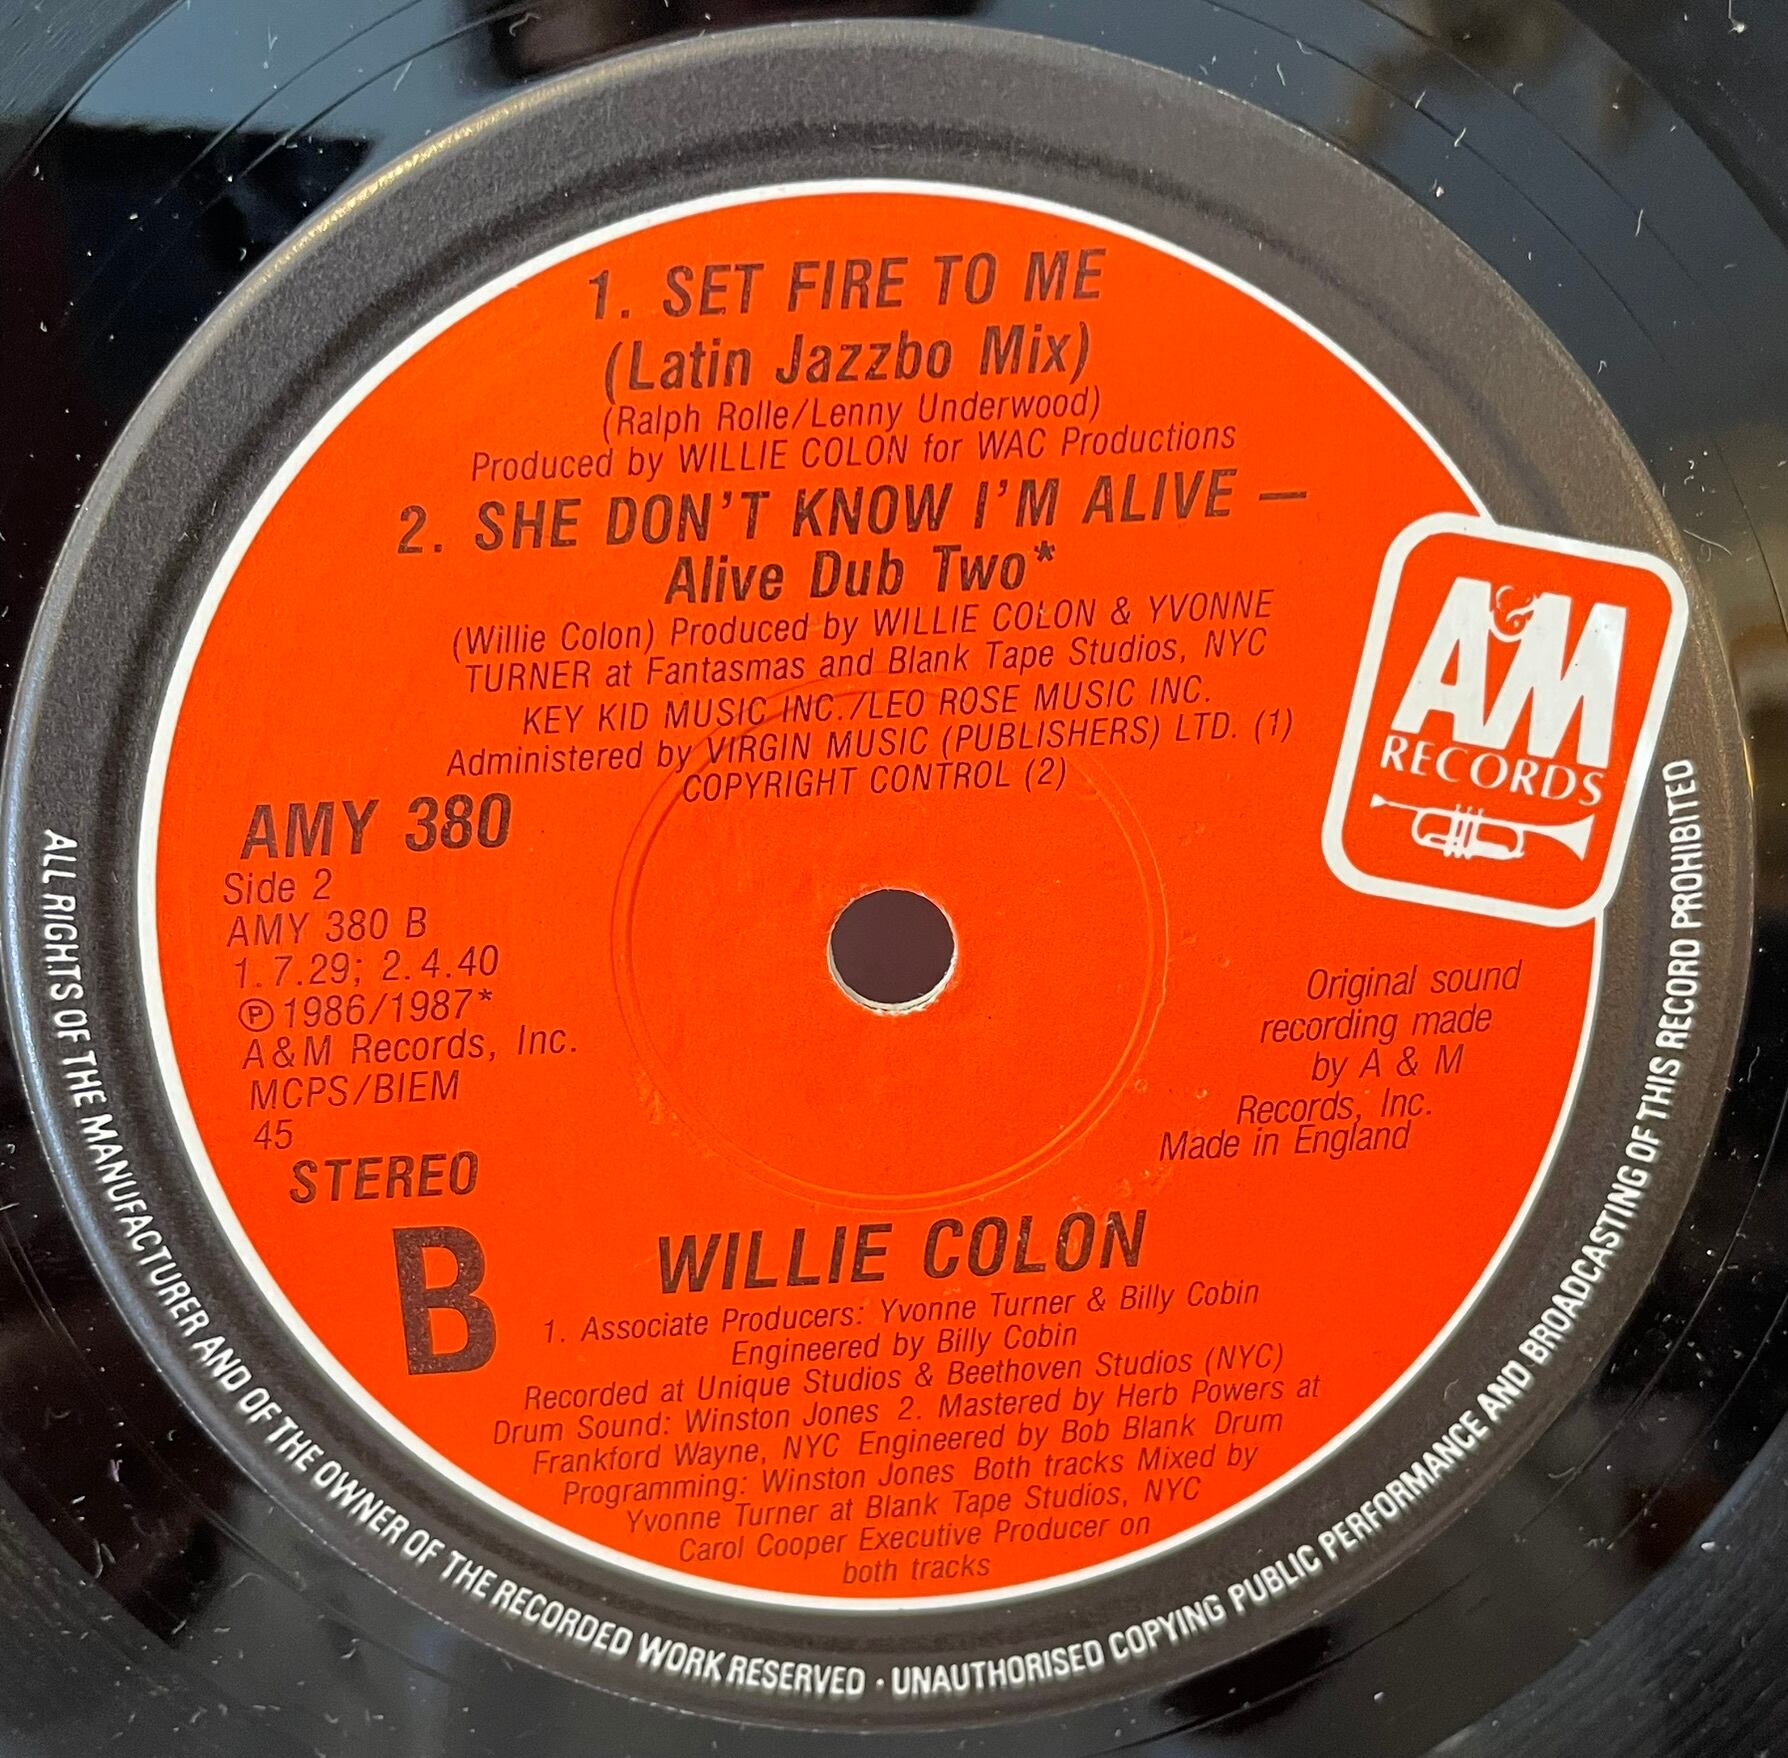 1. SET FIRE TO ME
(Latin Jazzbo Mix)
(Ralph Rolle/Lenny Underwood)
Produced by WILLIE COLON for WAC Productions
2. SHE DON'T KNOW I'M ALIVE —
Alive Dub Two*
(Willie Colon) Produced by WILLIE COLON & YVONNE
TURNER at Fantasmas and Blank Tape Studios, NYC
KEY KID MUSIC INC./LEO ROSE MUSIC INC.
Administered by VIRGIN MUSIC (PUBLISHERS) LTD. (1)
COPYRIGHT CONTROL (2)
A&M
RECORDS
AMY 380
Side 2
AMY 380 B
1.7.29; 2.4.40
℗1986/1987*
A&M Records, Inc.
MCPS/BIEM
45
STEREO
B
Original sound
recording made
by A & M
Records, Inc.
Made in England
WILLIE COLON
1. Associate Producers: Yvonne Turner & Billy Cobin
Engineered by Billy Cobin
Recorded at Unique Studios & Beethoven Studios (NYC)
Drum Sound: Winston Jones 2. Mastered by Herb Powers at
Frankford Wayne, NYC Engineered by Bob Blank Drum
Programming: Winston Jones Both tracks Mixed by
Yvonne Turner at Blank Tape Studios, NYC
Carol Cooper Executive Producer on
both tracks
ALL RIGHTS OF THE MANUFACTURER AND OF THE OWNER OF THE RECORDED WORK RESERVED · UNAUTHORISED COPYING PUBLIC PERFORMANCE AND BROADCASTING OF THIS RECORD PROHIBITED